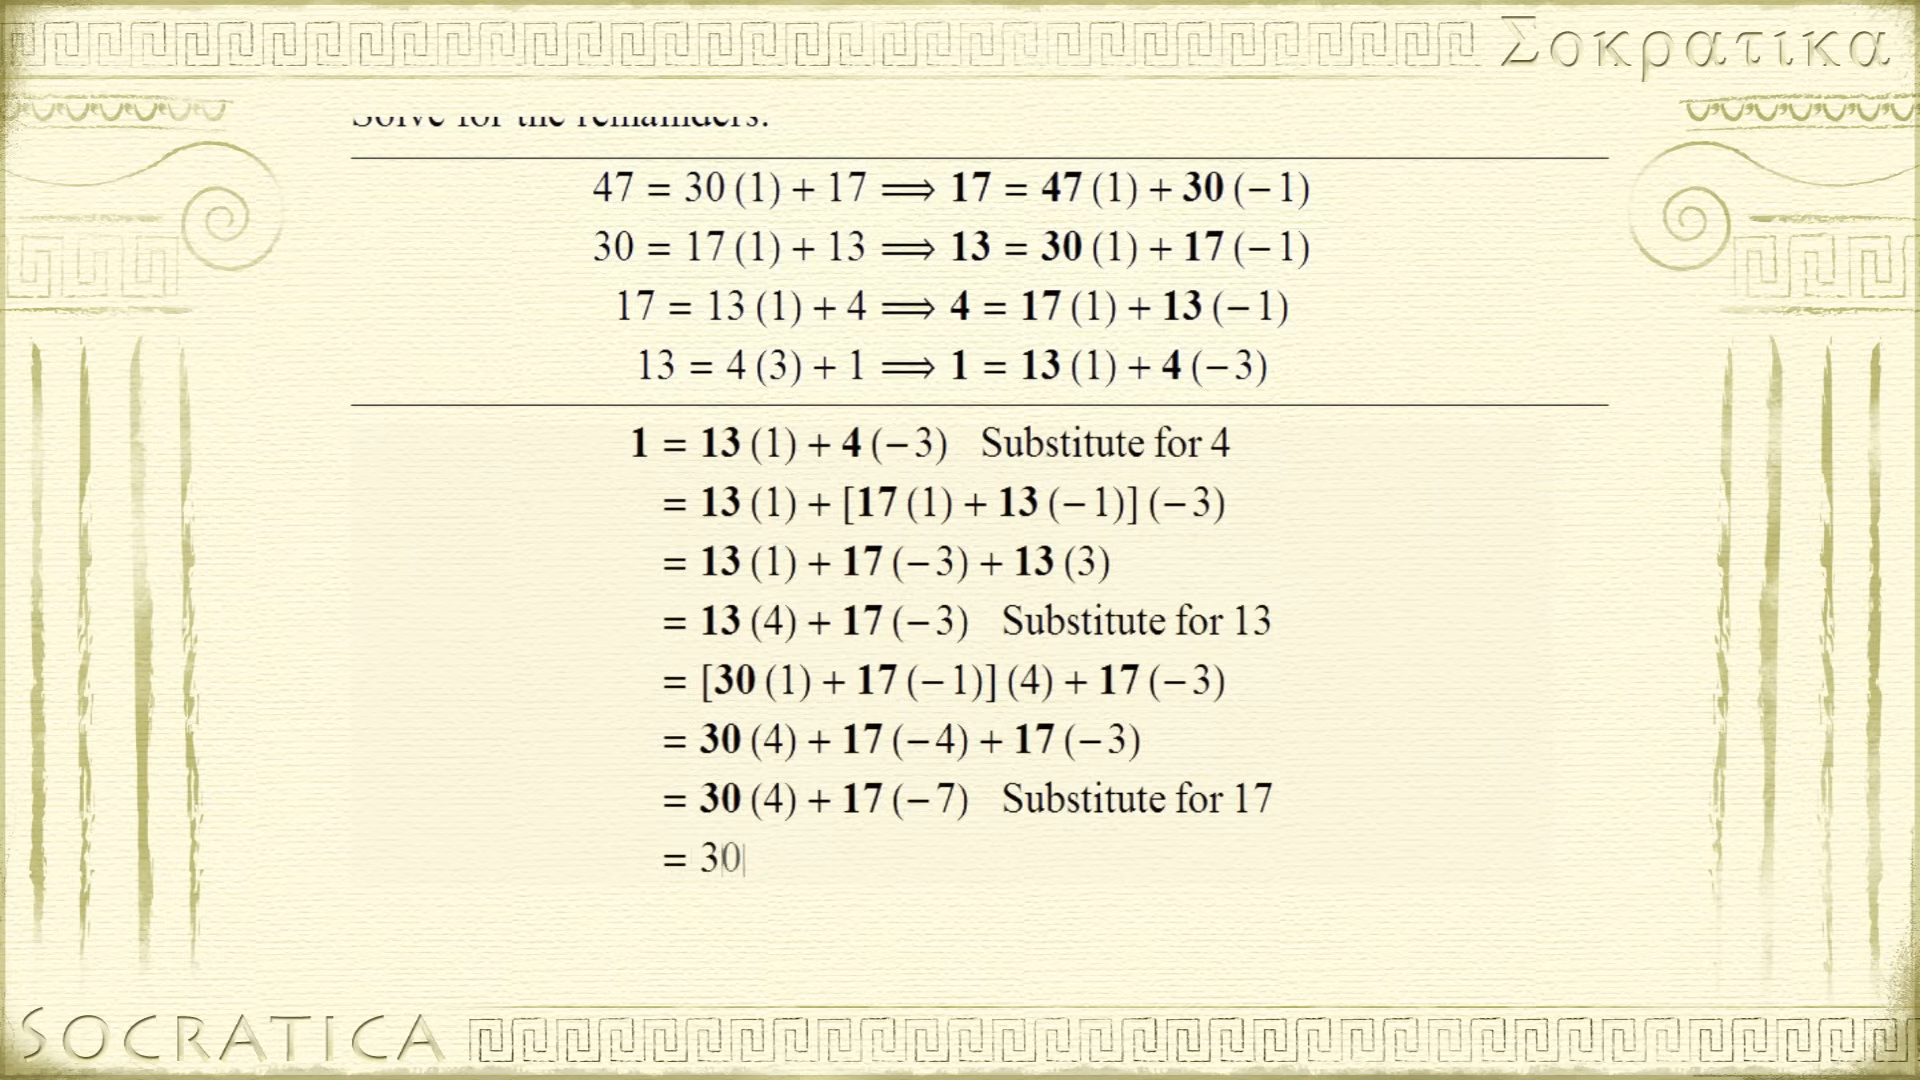 Σοκρατικα
Solve for the remainders.
47 = 30 (1) + 17 ⟹ 17 = 47 (1) + 30 (− 1)
30 = 17 (1) + 13 ⟹ 13 = 30 (1) + 17 (− 1)
17 = 13 (1) + 4 ⟹ 4 = 17 (1) + 13 (− 1)
13 = 4 (3) + 1 ⟹ 1 = 13 (1) + 4 (− 3)
1 = 13 (1) + 4 (− 3) Substitute for 4
= 13 (1) + [17 (1) + 13 (− 1)] (− 3)
= 13 (1) + 17 (− 3) + 13 (3)
= 13 (4) + 17 (− 3) Substitute for 13
= [30 (1) + 17 (− 1)] (4) + 17 (− 3)
= 30 (4) + 17 (− 4) + 17 (− 3)
= 30 (4) + 17 (− 7) Substitute for 17
= 30
SOCRATICA